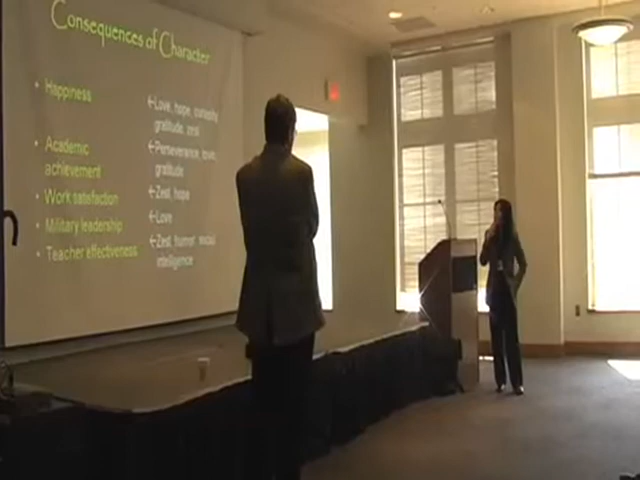 Consequences of Character
• Happiness
←Love, hope, curiosity
gratitude, zest
• Academic
achievement
←Perseverance, love,
gratitude
• Work satisfaction
←Zest, hope
• Military leadership
←Love
• Teacher effectiveness
←Zest, humor, social
intelligence